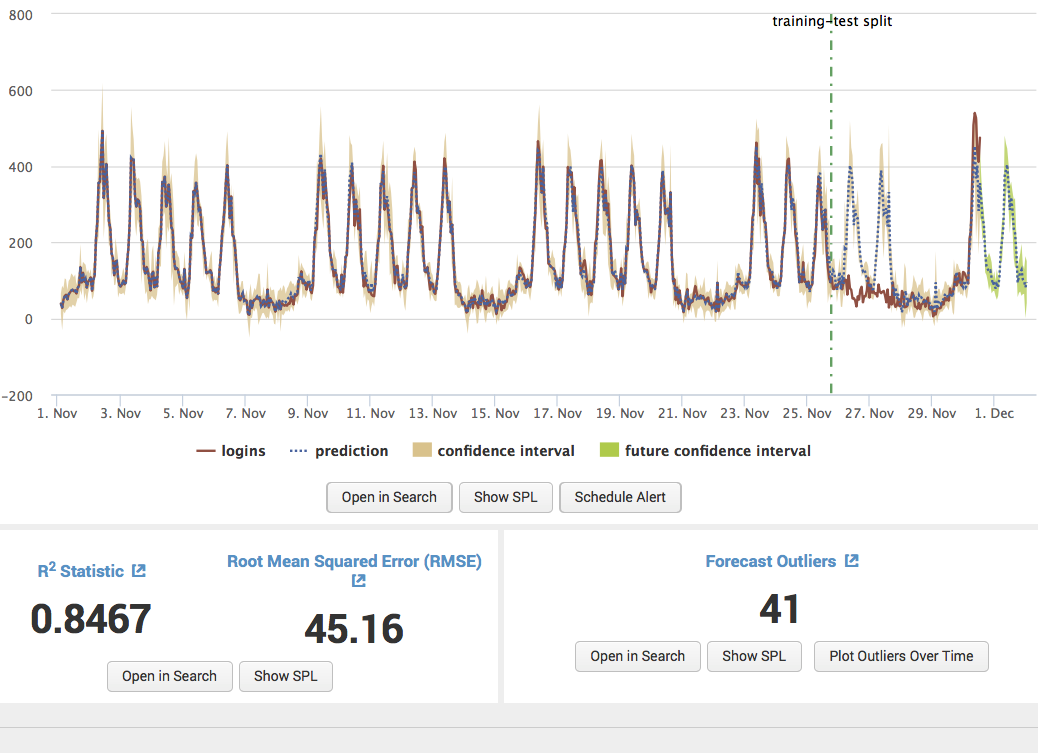 800
training-test split
600
400
200
0
−200
1. Nov 3. Nov 5. Nov 7. Nov 9. Nov 11. Nov 13. Nov 15. Nov 17. Nov 19. Nov 21. Nov 23. Nov 25. Nov 27. Nov 29. Nov 1. Dec
logins prediction confidence interval future confidence interval
Open in Search Show SPL Schedule Alert
R² Statistic
0.8467
Root Mean Squared Error (RMSE)
45.16
Open in Search Show SPL
Forecast Outliers
41
Open in Search Show SPL Plot Outliers Over Time